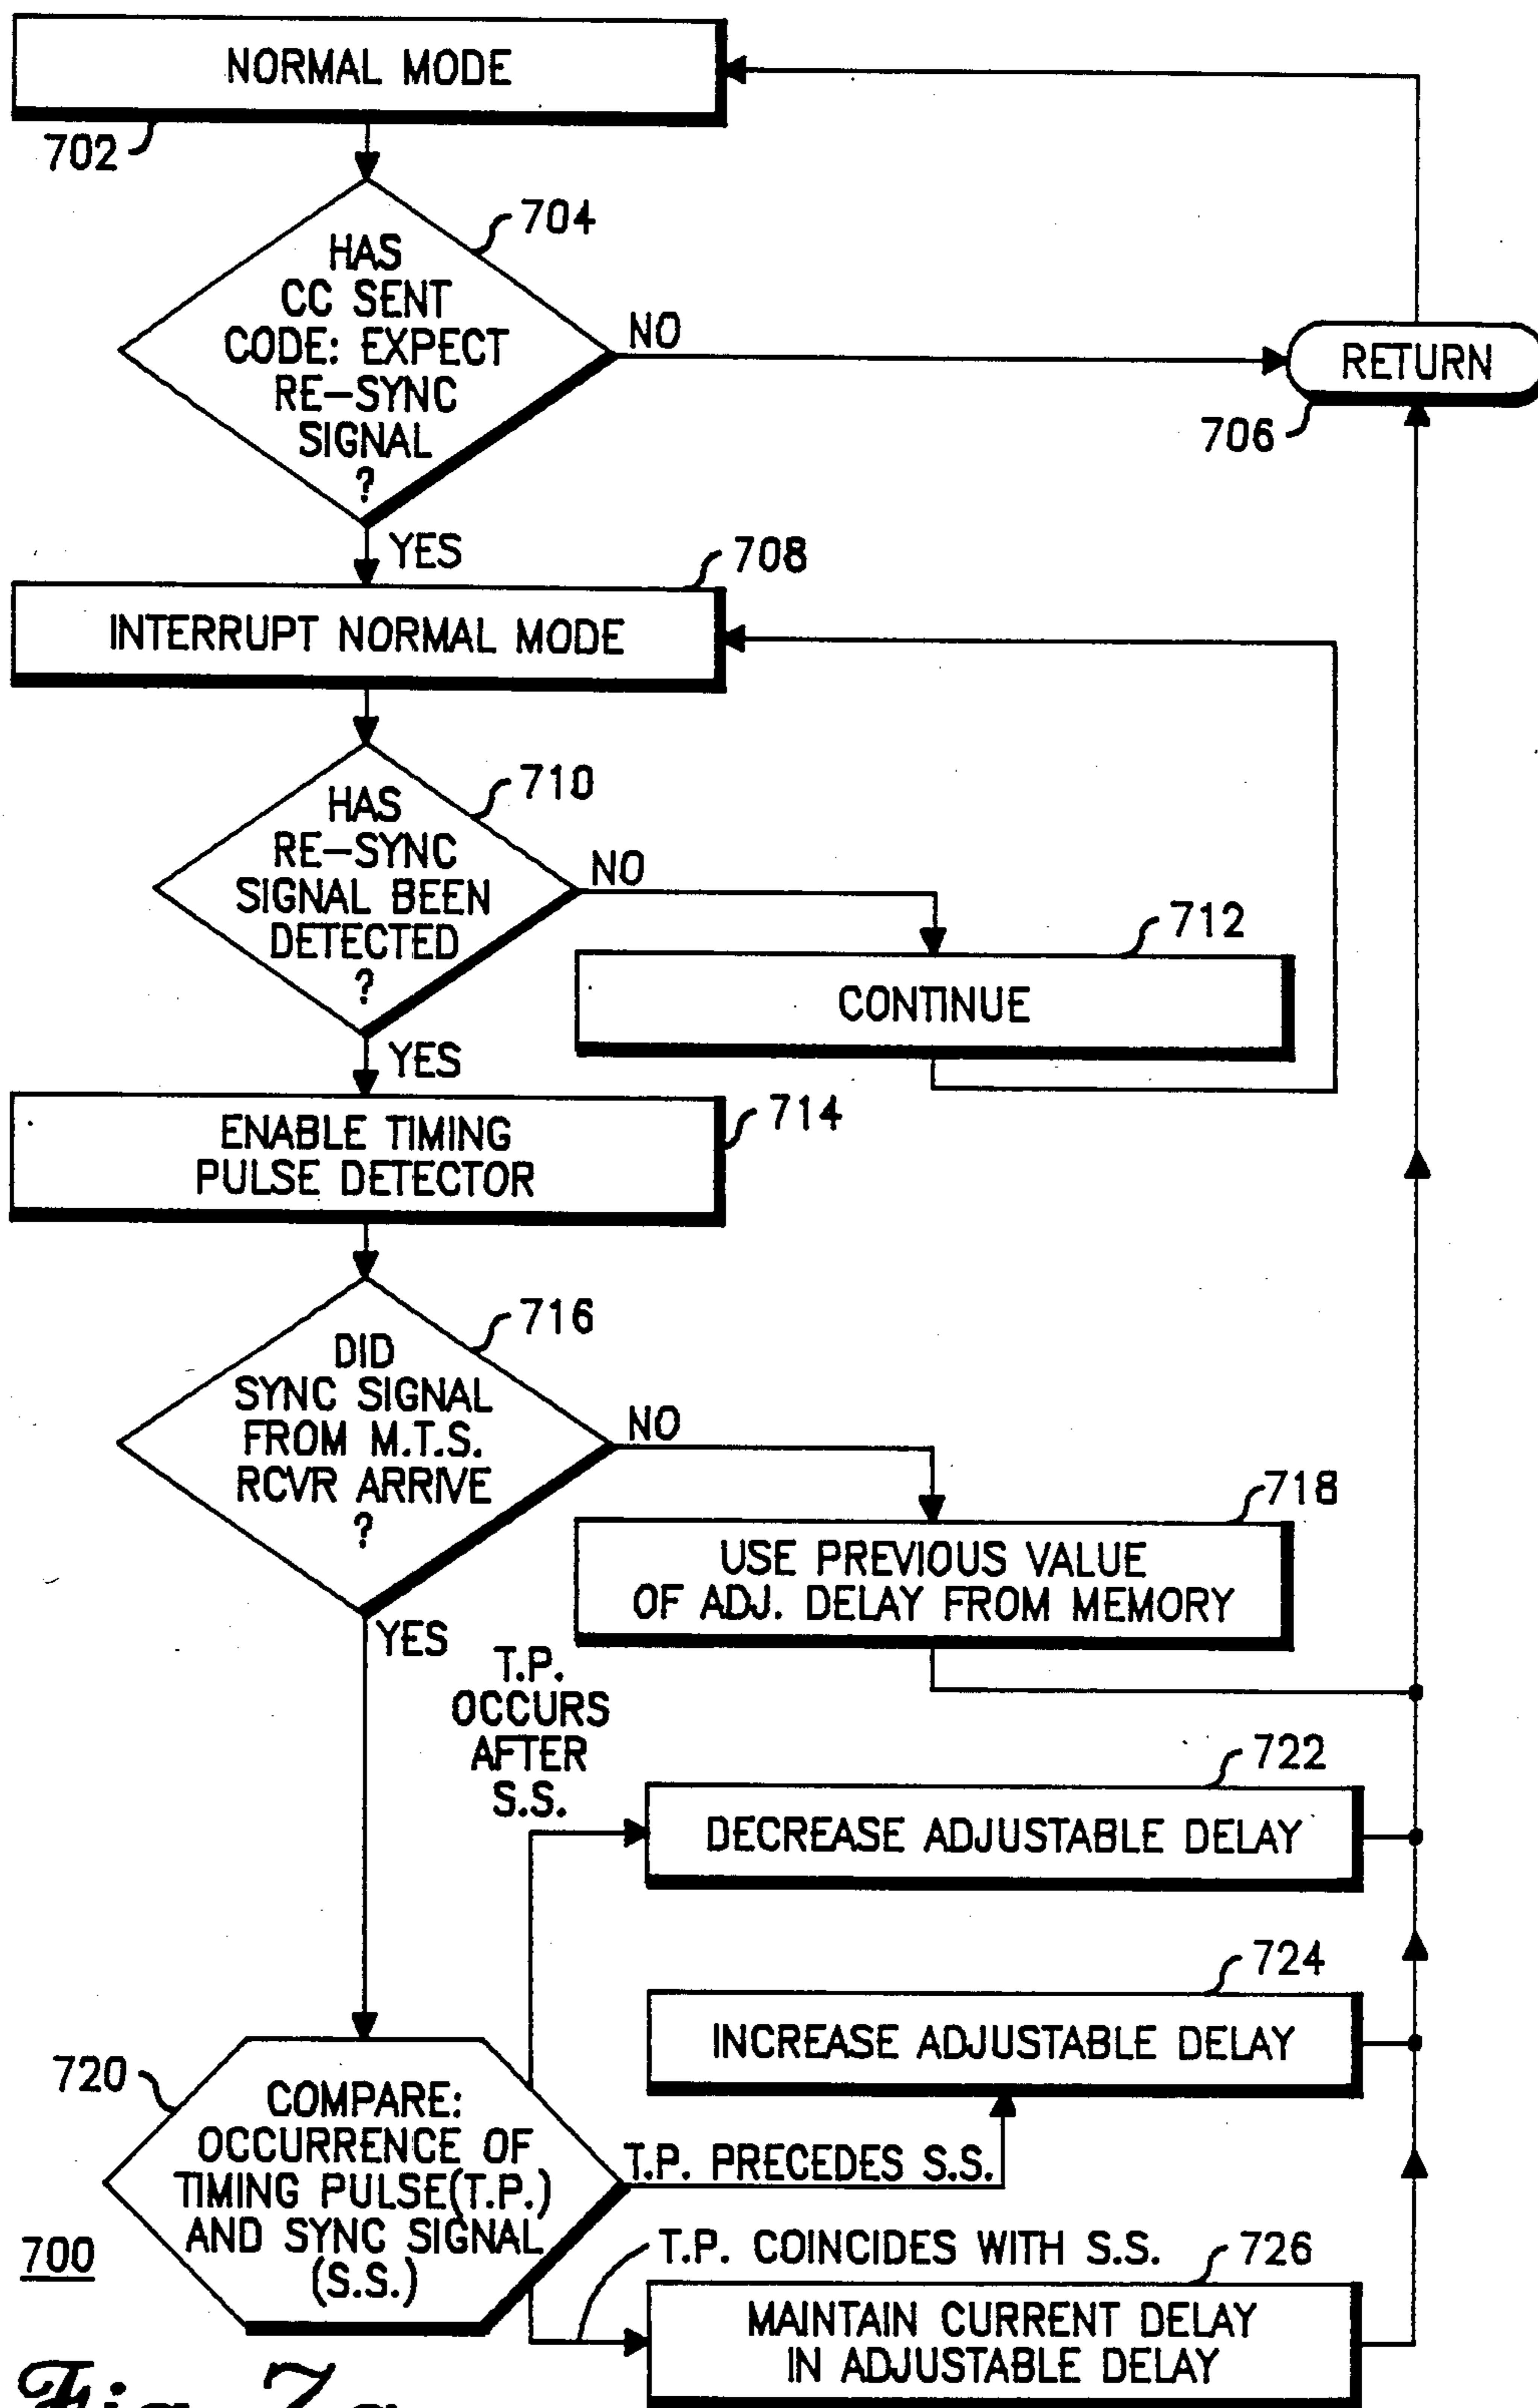 NORMAL MODE
702
704
HAS
CC SENT
CODE: EXPECT
RE-SYNC
SIGNAL
?
NO
RETURN
706
YES
708
INTERRUPT NORMAL MODE
710
HAS
RE-SYNC
SIGNAL BEEN
DETECTED
?
NO
712
CONTINUE
YES
714
ENABLE TIMING
PULSE DETECTOR
716
DID
SYNC SIGNAL
FROM M.T.S.
RCVR ARRIVE
?
NO
718
USE PREVIOUS VALUE
OF ADJ. DELAY FROM MEMORY
YES
T.P.
OCCURS
AFTER
S.S.
722
DECREASE ADJUSTABLE DELAY
724
INCREASE ADJUSTABLE DELAY
720
COMPARE:
OCCURRENCE OF
TIMING PULSE(T.P.)
AND SYNC SIGNAL
(S.S.)
T.P. PRECEDES S.S.
700
T.P. COINCIDES WITH S.S.
726
MAINTAIN CURRENT DELAY
IN ADJUSTABLE DELAY
Fig. 7a